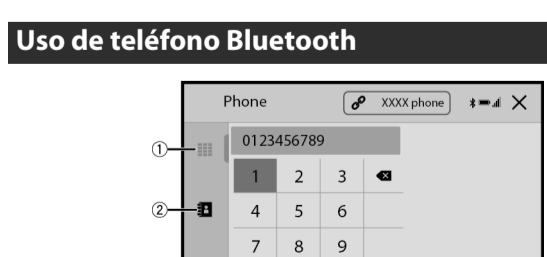 Uso de teléfono Bluetooth
Phone XXXX phone
① 0123456789
1 2 3
② 4 5 6
7 8 9